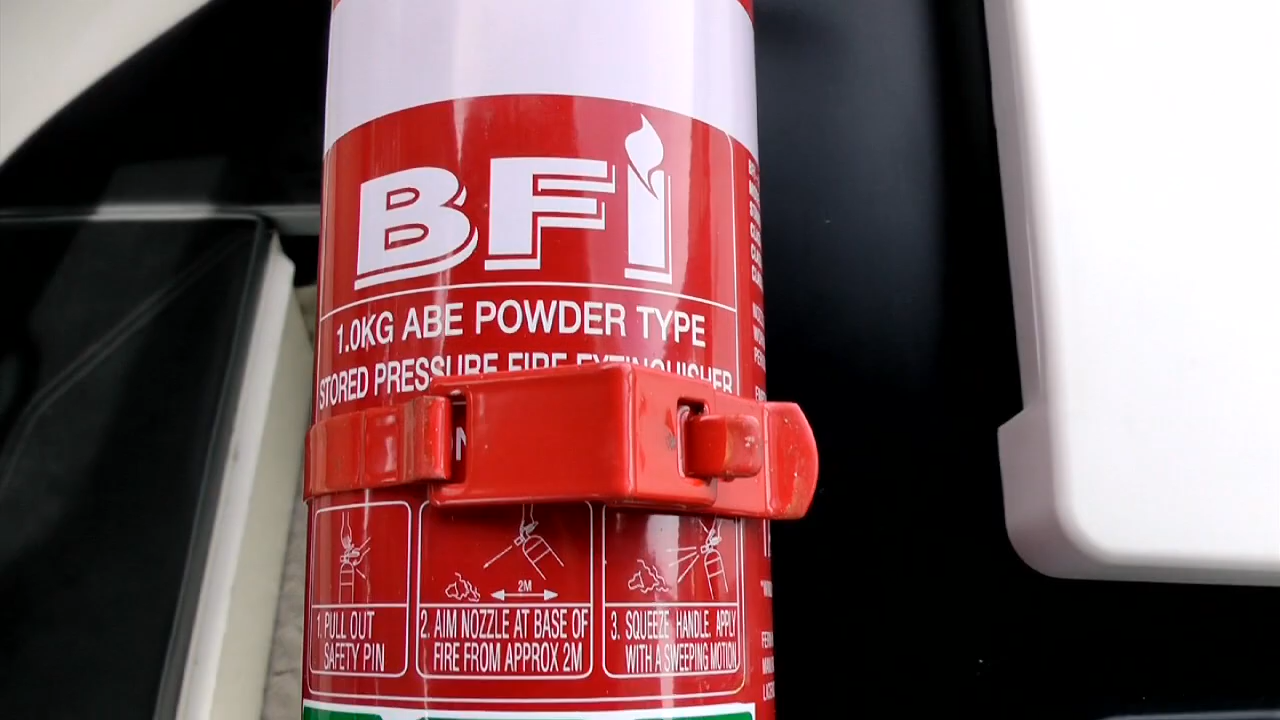 BFI
1.0KG ABE POWDER TYPE
STORED PRESSURE FIRE EXTINGUISHER
2M
1. PULL OUT
SAFETY PIN
2. AIM NOZZLE AT BASE OF
FIRE FROM APPROX 2M
3. SQUEEZE HANDLE. APPLY
WITH A SWEEPING MOTION